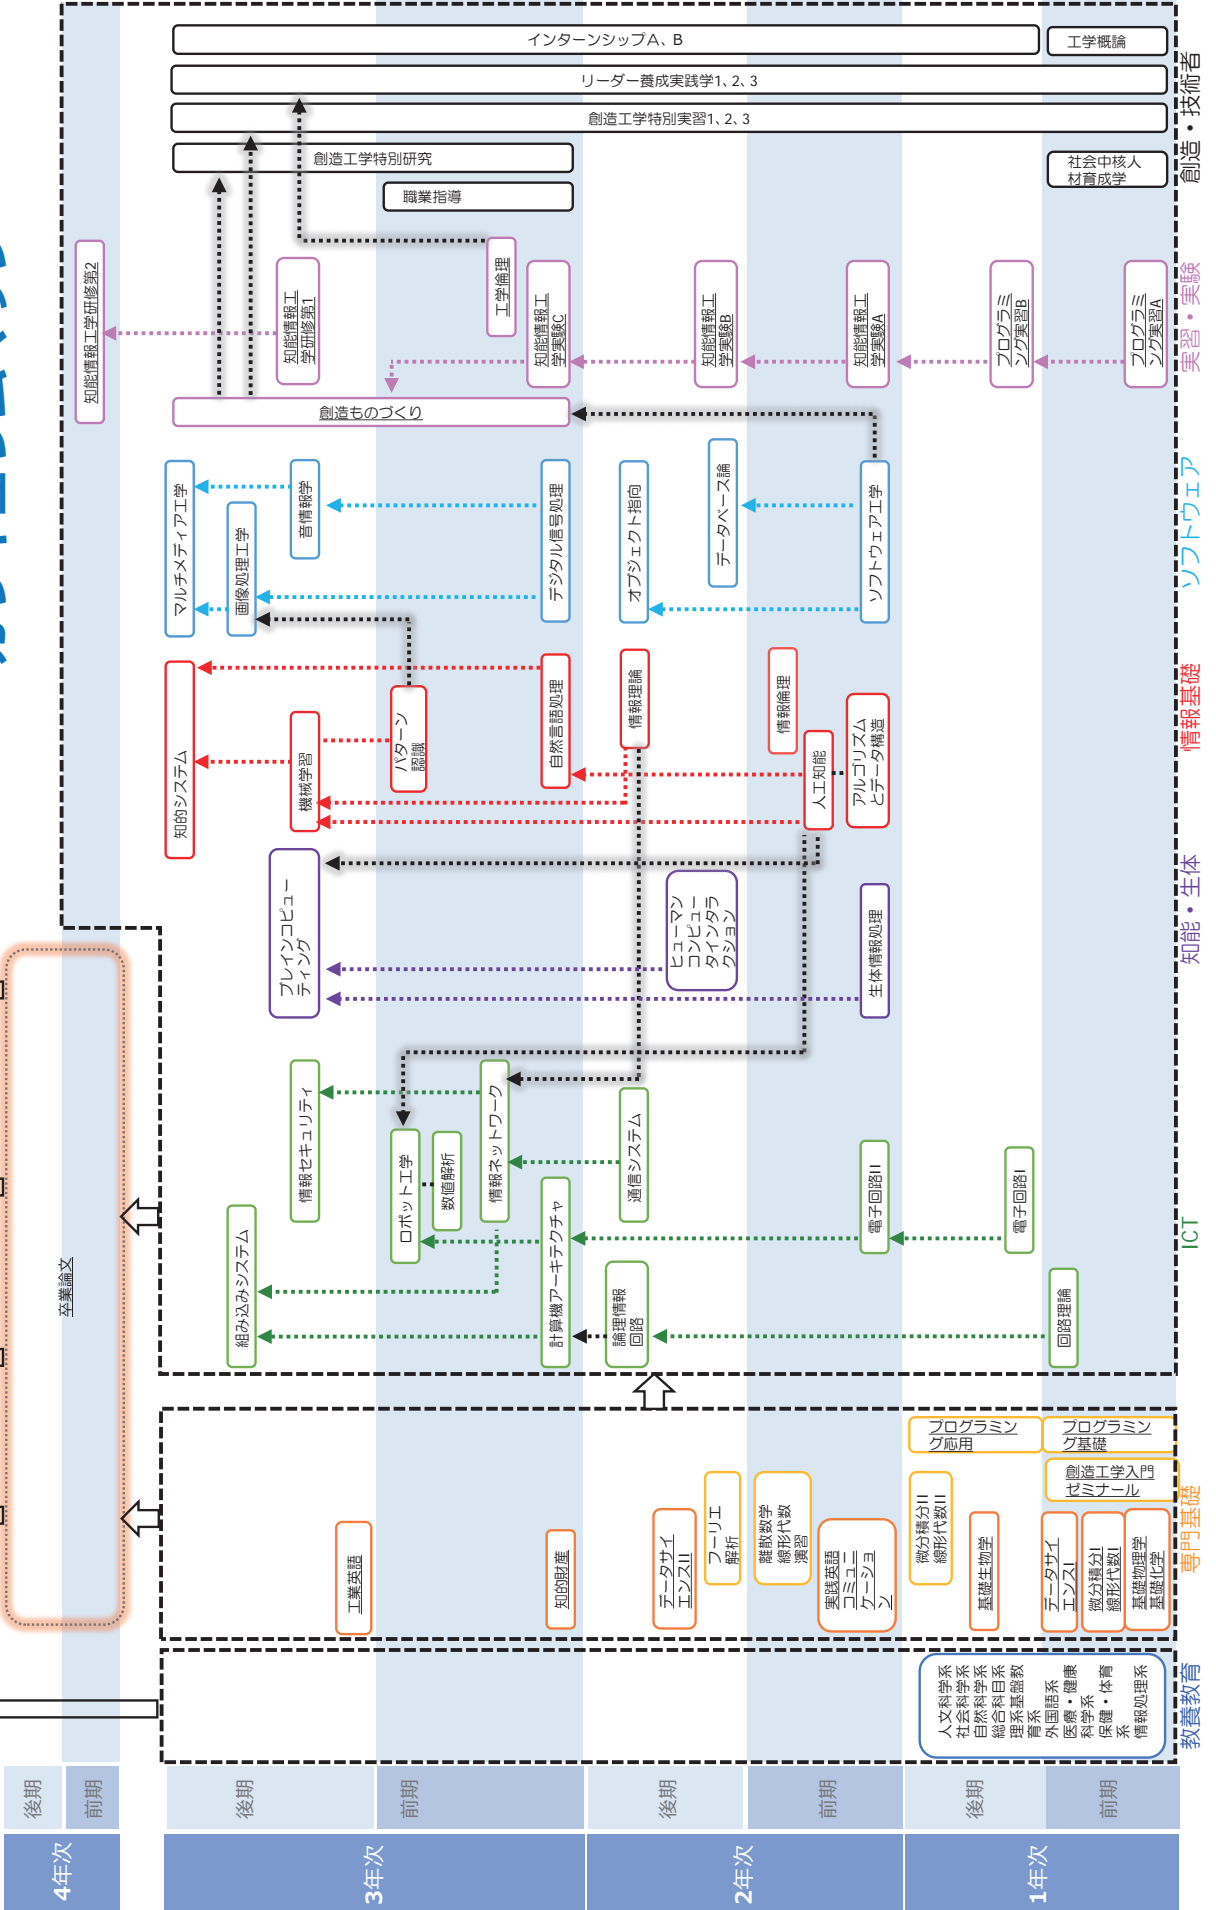 インターンシップA、B
工学概論
リーダー養成実践学1、2、3
創造工学特別実習1、2、3
創造工学特別研究
社会中核人
材育成学
職業指導
創造・技術者
知能情報工学研修第2
知能情報工
学研修第1
工学倫理
知能情報工
学実験C
知能情報工
学実験B
知能情報工
学実験A
プログラミ
ング実習B
プログラミ
ング実習A
創造ものづくり
実習・実験
マルチメディア工学
画像処理工学
音情報学
デジタル信号処理
オブジェクト指向
データベース論
ソフトウェア工学
ソフトウェア
知的システム
機械学習
パターン
認識
自然言語処理
情報理論
情報倫理
人工知能
アルゴリズム
とデータ構造
情報基礎
ブレインコンピュー
ティング
ヒューマン
コンピュー
タインタラ
クション
生体情報処理
知能・生体
組み込みシステム
情報セキュリティ
ロボット工学
数値解析
情報ネットワーク
計算機アーキテクチャ
通信システム
論理情報
回路
電子回路II
電子回路I
回路理論
ICT
卒業論文
プログラミン
グ応用
プログラミン
グ基礎
創造工学入門
ゼミナール
工業英語
知的財産
データサイ
エンスII
フーリエ
解析
離散数学
線形代数
演習
実践英語
コミュニ
ケーショ
ン
微分積分II
線形代数II
基礎生物学
データサイ
エンスI
微分積分I
線形代数I
基礎物理学
基礎化学
専門基礎
人文科学系
社会科学系
自然科学系
総合科目系
理系基盤教
育系
外国語系
医療・健康
科学系
保健・体育
系
情報処理系
教養教育
後期
前期
後期
前期
後期
前期
後期
前期
4年次
3年次
2年次
1年次